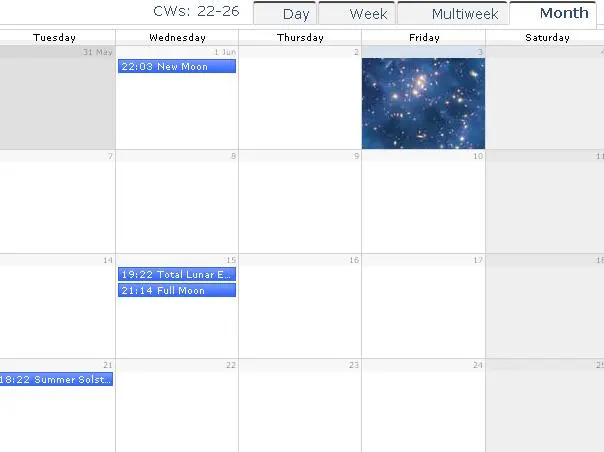 CWs: 22-26 Day Week Multiweek Month
Tuesday Wednesday Thursday Friday Saturday
31 May 1 Jun 2 3 4
22:03 New Moon
7 8 9 10 11
14 15 16 17 18
19:22 Total Lunar E...
21:14 Full Moon
21 22 23 24 25
18:22 Summer Solst...